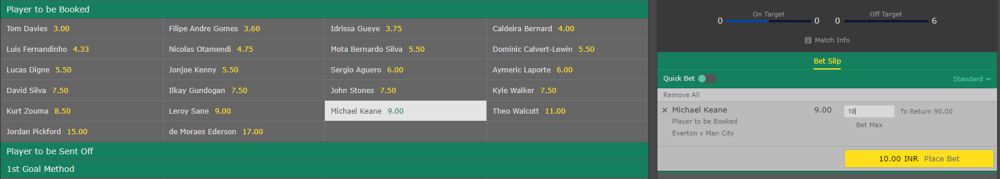 Player to be Booked
Tom Davies 3.00 Filipe Andre Gomes 3.60 Idrissa Gueye 3.75 Caldeira Bernard 4.00
Luis Fernandinho 4.33 Nicolas Otamendi 4.75 Mota Bernardo Silva 5.50 Dominic Calvert-Lewin 5.50
Lucas Digne 5.50 Jonjoe Kenny 5.50 Sergio Aguero 6.00 Aymeric Laporte 6.00
David Silva 7.50 Ilkay Gundogan 7.50 John Stones 7.50 Kyle Walker 7.50
Kurt Zouma 8.50 Leroy Sane 9.00 Michael Keane 9.00 Theo Walcott 11.00
Jordan Pickford 15.00 de Moraes Ederson 17.00
Player to be Sent Off
1st Goal Method
On Target Off Target
0 0 0 6
Match Info
Bet Slip
Quick Bet Standard
Remove All
Michael Keane 9.00 10 To Return 90.00
Player to be Booked Bet Max
Everton v Man City
10.00 INR Place Bet